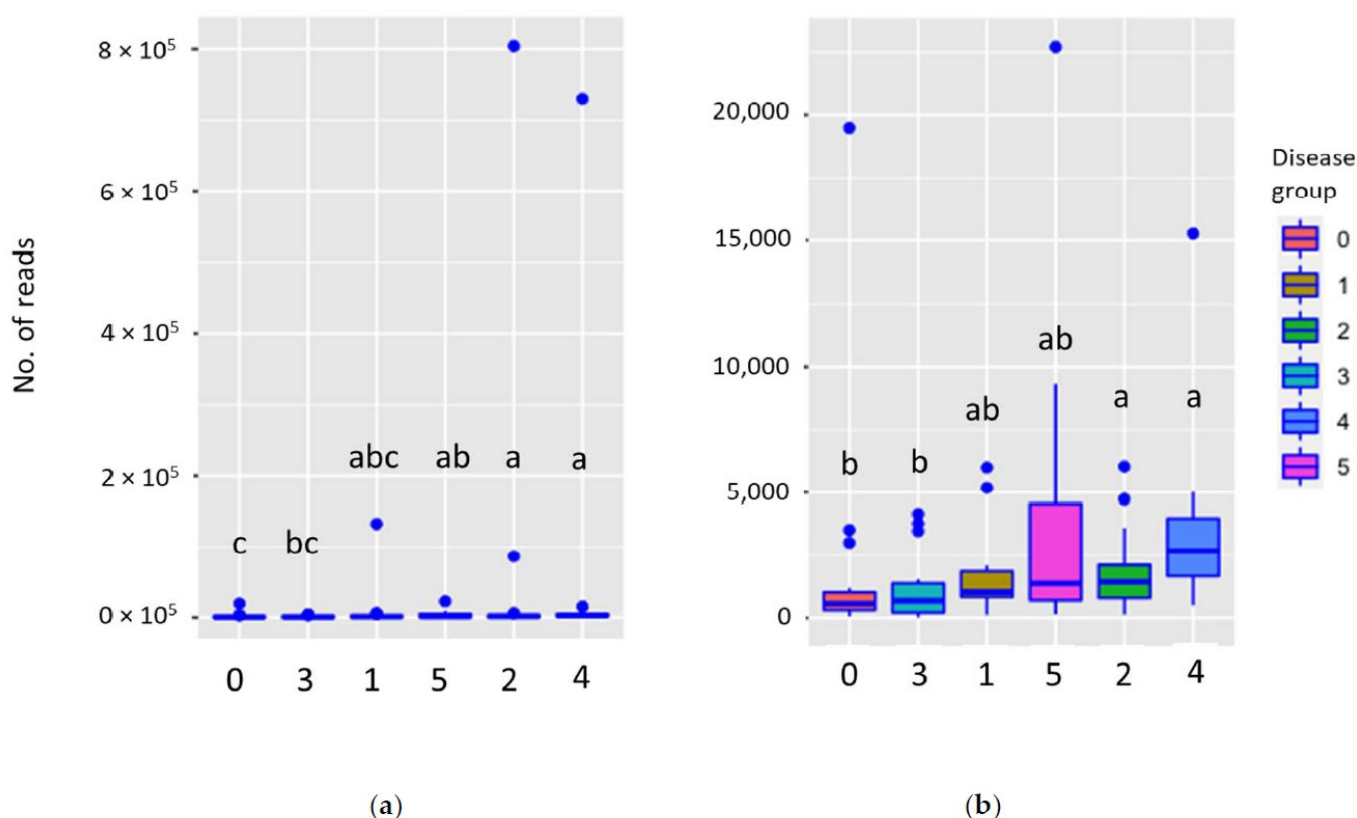 No. of reads
8 × 10⁵
6 × 10⁵
4 × 10⁵
2 × 10⁵
0 × 10⁵
c bc abc ab a a
0 3 1 5 2 4
(a)
20,000
15,000
10,000
5,000
0
b b ab ab a a
0 3 1 5 2 4
(b)
Disease
group
0
1
2
3
4
5